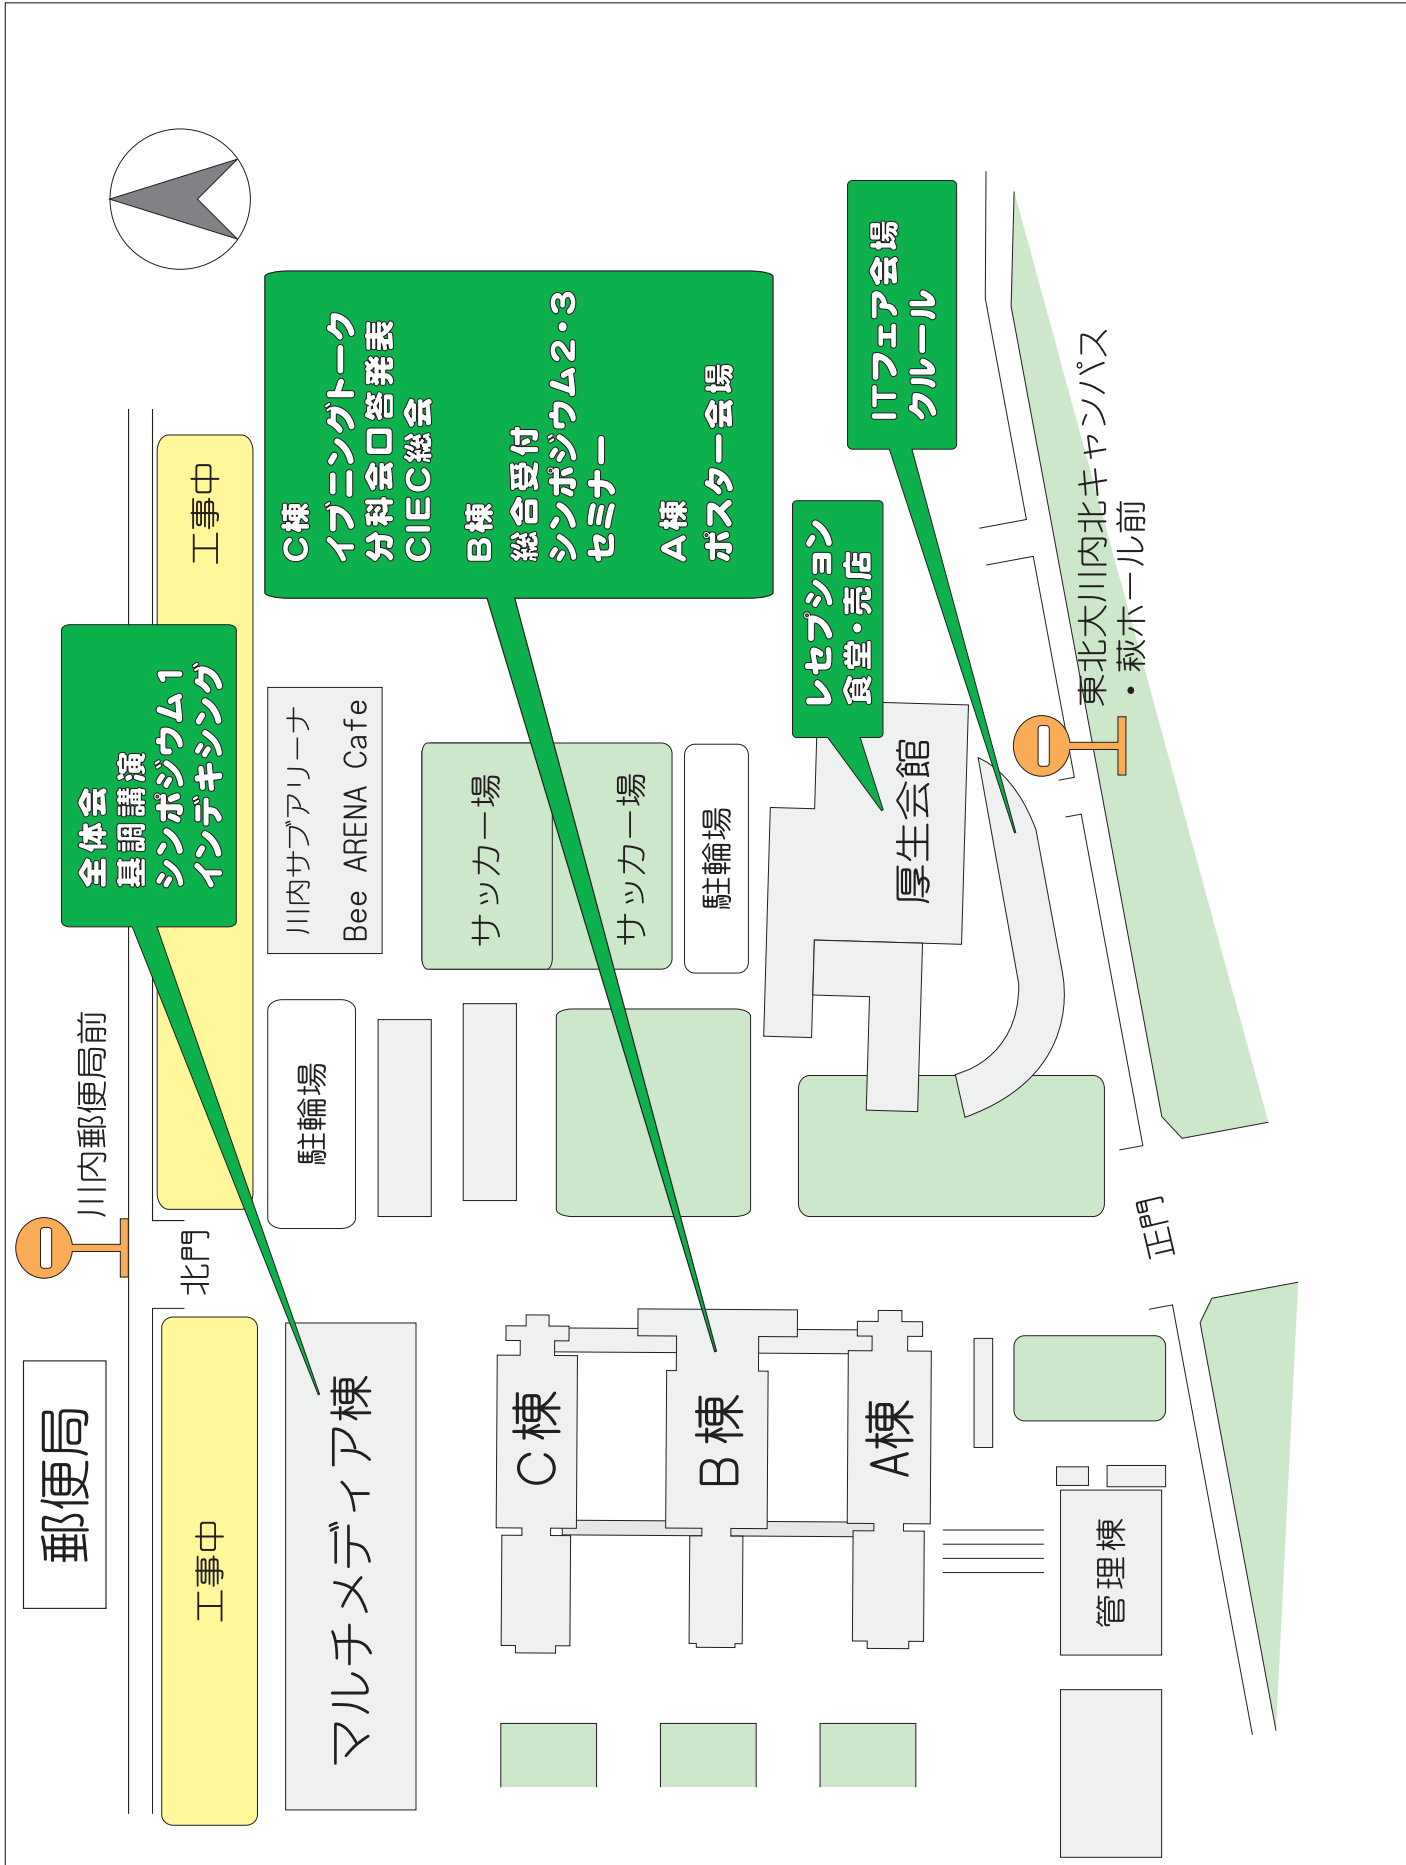 郵便局
川内郵便局前
北門
工事中
工事中
全体会
基調講演
シンポジウム1
インデキシング
マルチメディア棟
駐輪場
川内サブアリーナ
Bee ARENA Cafe
C棟
イブニングトーク
分科会口答発表
CIEC総会
B棟
総合受付
シンポジウム2・3
セミナー
A棟
ポスター会場
サッカー場
サッカー場
駐輪場
C棟
B棟
A棟
レセプション
食堂・売店
厚生会館
ITフェア会場
クルール
東北大川内北キャンパス
・萩ホール前
正門
管理棟